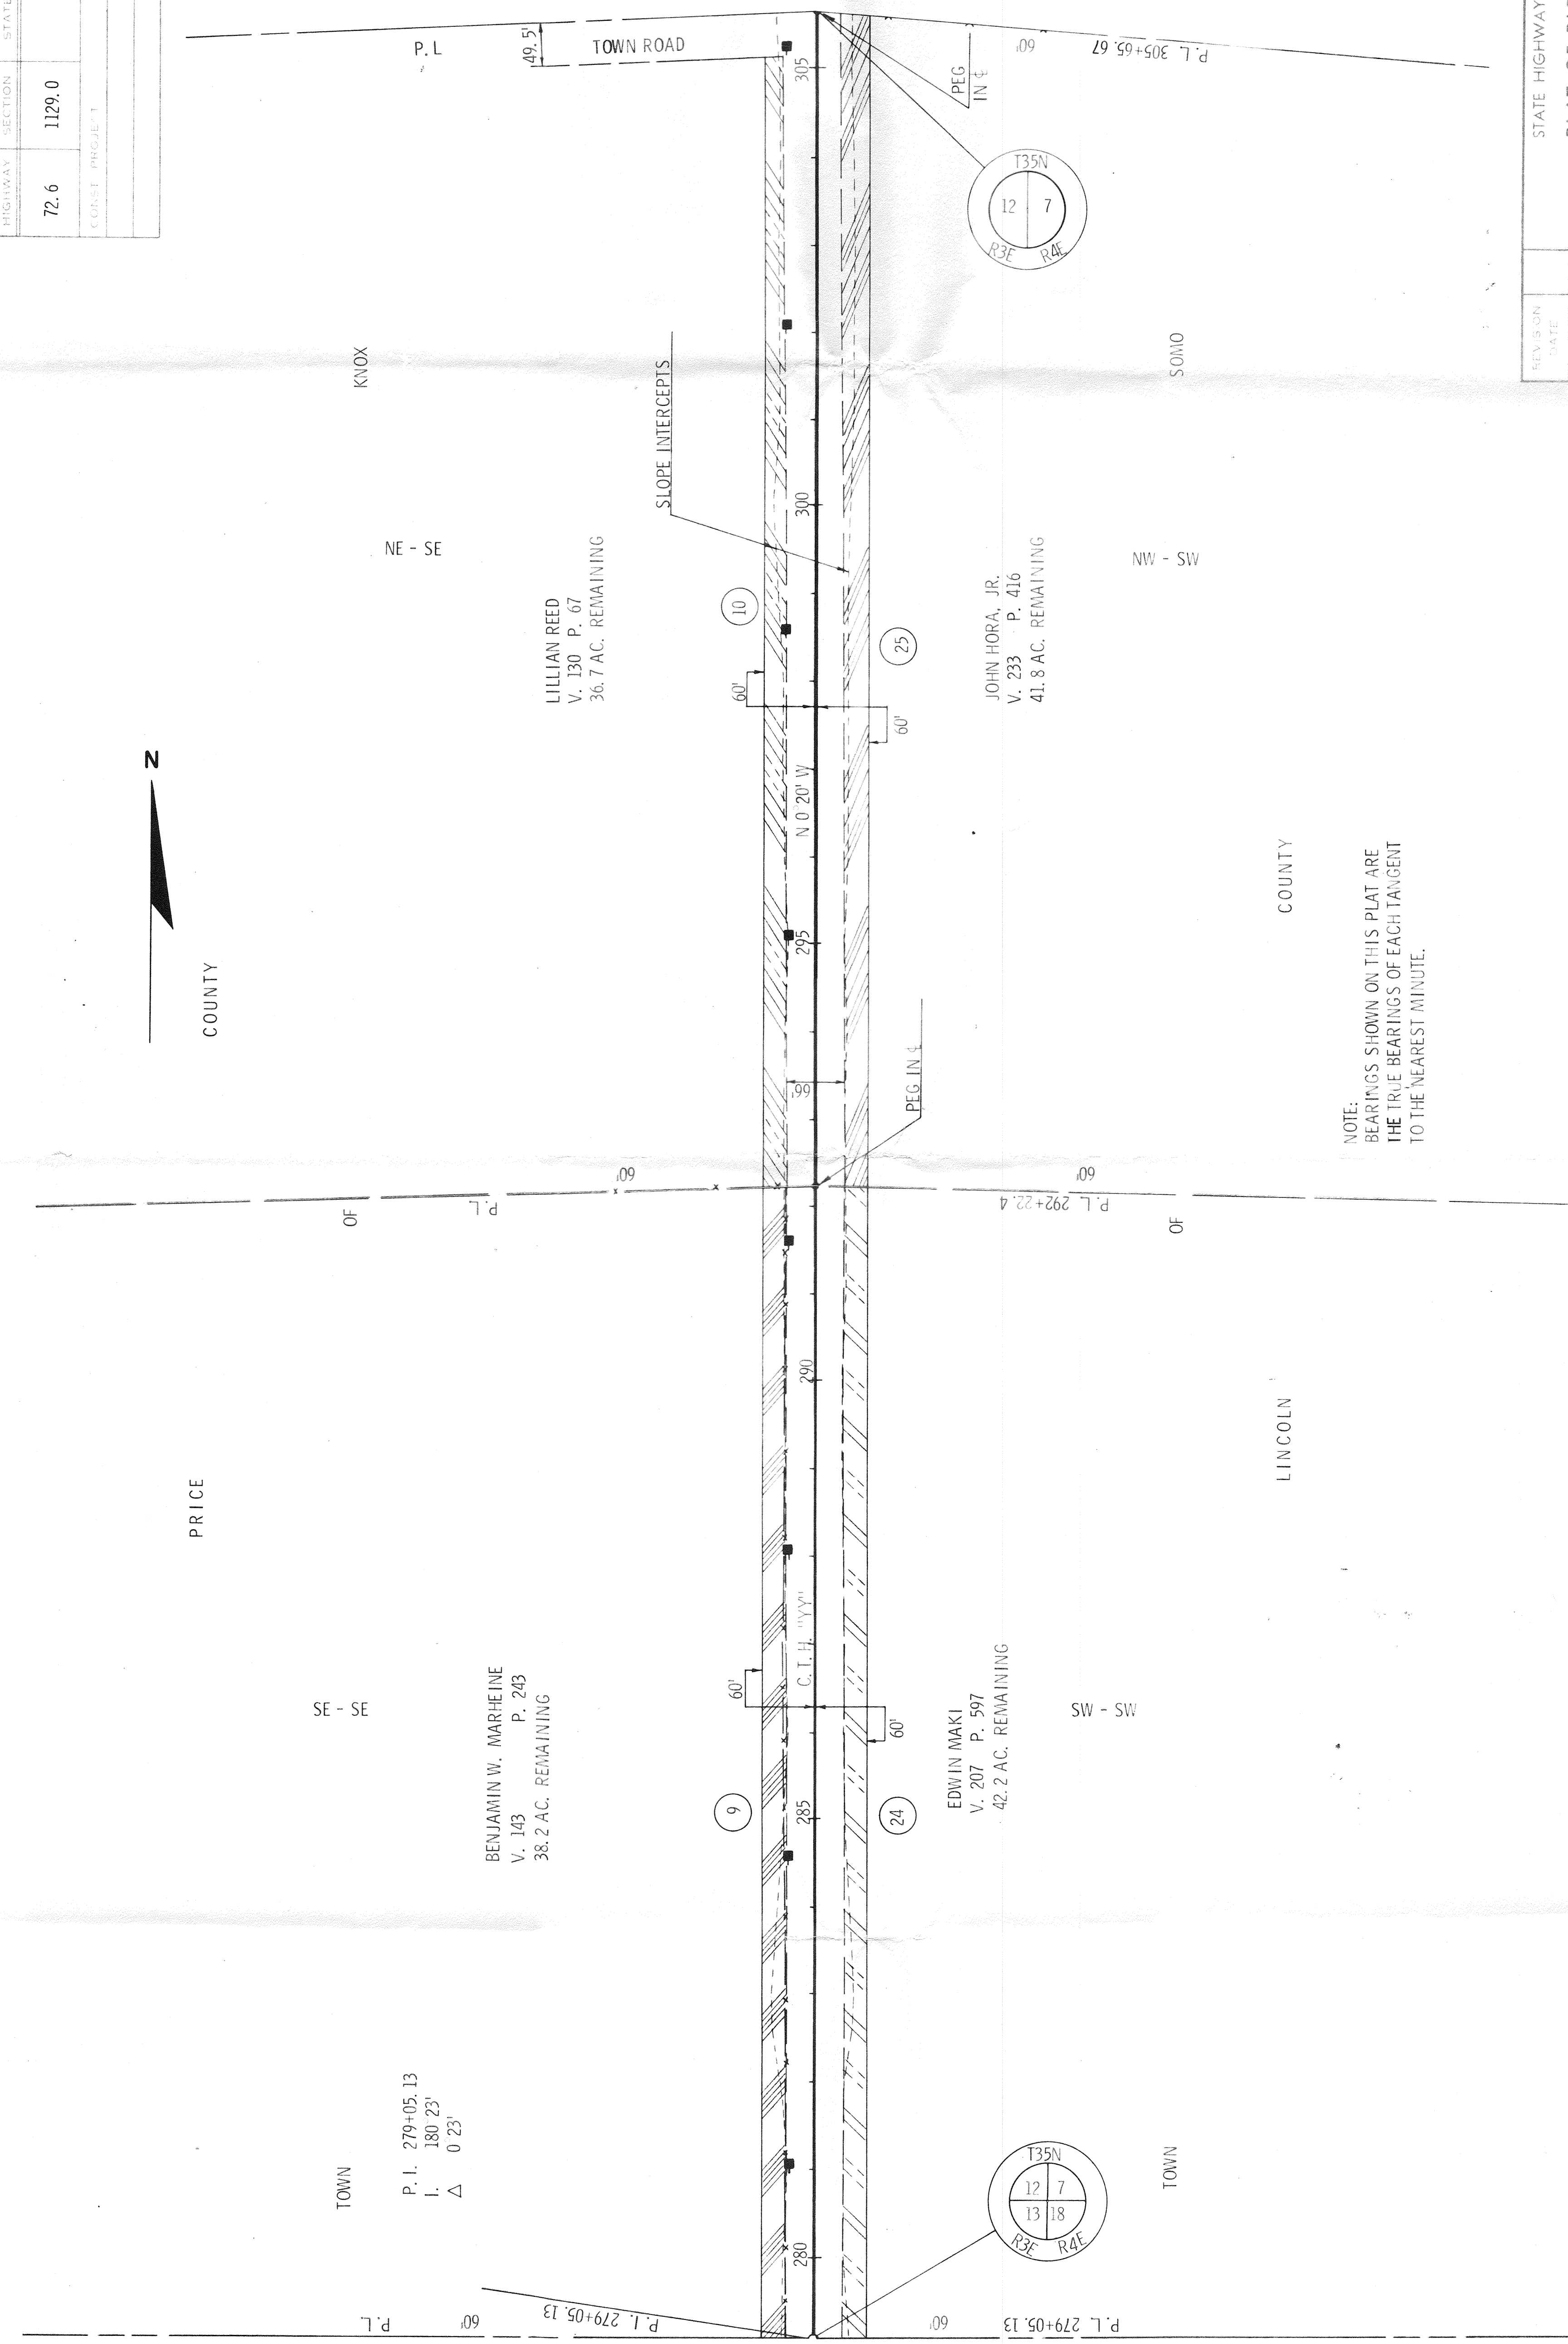 HIGHWAY SECTION STATE
72.6 1129.0
CONST PROJECT
P.L
49.5'
TOWN ROAD
305
PEG
IN ℄
60'
P.L. 305+65.67
STATE HIGHWAY
REVISION
DATE
T35N
12 7
R3E R4E
KNOX
SLOPE INTERCEPTS
SOMO
300
NE - SE
NW - SW
LILLIAN REED
V. 130 P. 67
36.7 AC. REMAINING
10
25
JOHN HORA, JR.
V. 233 P. 416
41.8 AC. REMAINING
60'
60'
N
N 0°20' W
COUNTY
COUNTY
295
NOTE:
BEARINGS SHOWN ON THIS PLAT ARE
THE TRUE BEARINGS OF EACH TANGENT
TO THE NEAREST MINUTE.
66'
PEG IN ℄
60'
60'
OF
P.L
P.L. 292+22.4
OF
290
PRICE
LINCOLN
C.T.H. "YY"
SE - SE
SW - SW
BENJAMIN W. MARHEINE
V. 143 P. 243
38.2 AC. REMAINING
60'
60'
EDWIN MAKI
V. 207 P. 597
42.2 AC. REMAINING
9
24
285
P.I. 279+05.13
I. 180°23'
Δ 0°23'
TOWN
TOWN
T35N
12 7
13 18
R3E R4E
280
P.L
60'
P.I. 279+05.13
60'
P.L. 279+05.13